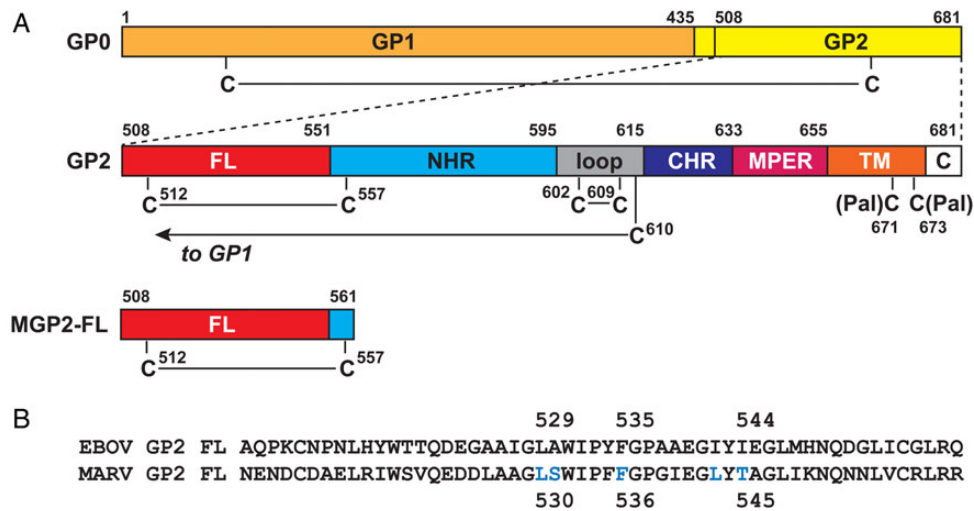 A
1 435 508 681
GP0 GP1 GP2
C C
508 551 595 615 633 655 681
GP2 FL NHR loop CHR MPER TM C
C 512 C 557 602 C 609 C (Pal)C C(Pal)
671 673
to GP1 C 610
508 561
MGP2-FL FL
C 512 C 557
B
529 535 544
EBOV GP2 FL AQPKCNPNLHYWTTQDEGAAIGLAWIPYFGPAAEGIYIEGLMHNQDGLICGLRQ
MARV GP2 FL NENDCDAELRIWSVQEDDLAAGLSWIPFFGPGIEGLYTAGLIKNQNNLVCRLRR
530 536 545